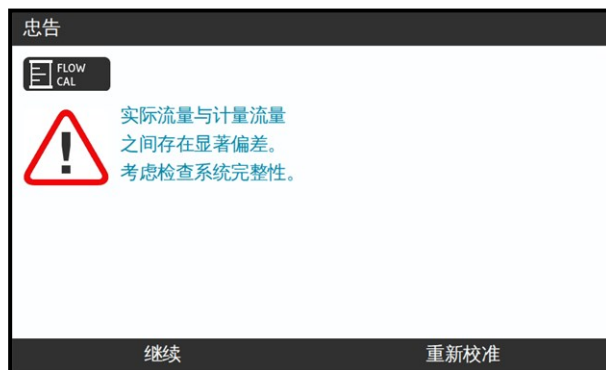 忠告
FLOW
CAL
实际流量与计量流量
之间存在显著偏差。
考虑检查系统完整性。
继续
重新校准